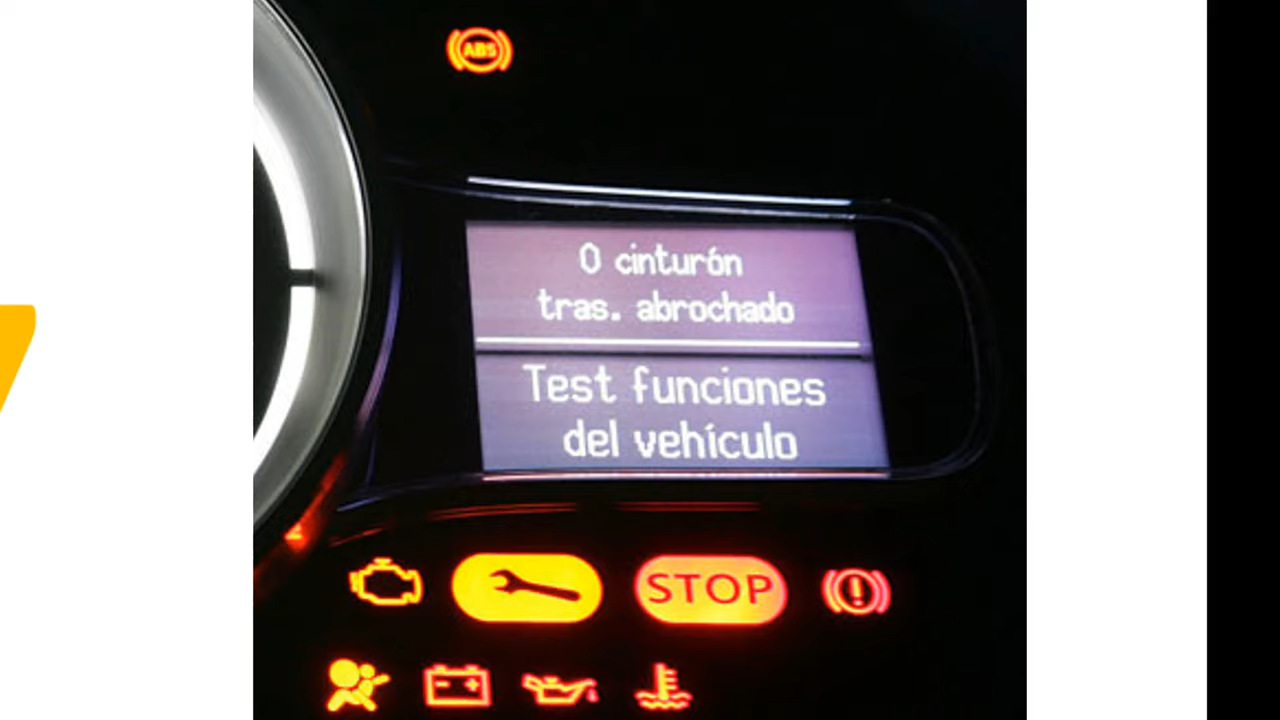 ABS
0 cinturón
tras. abrochado
Test funciones
del vehículo
STOP